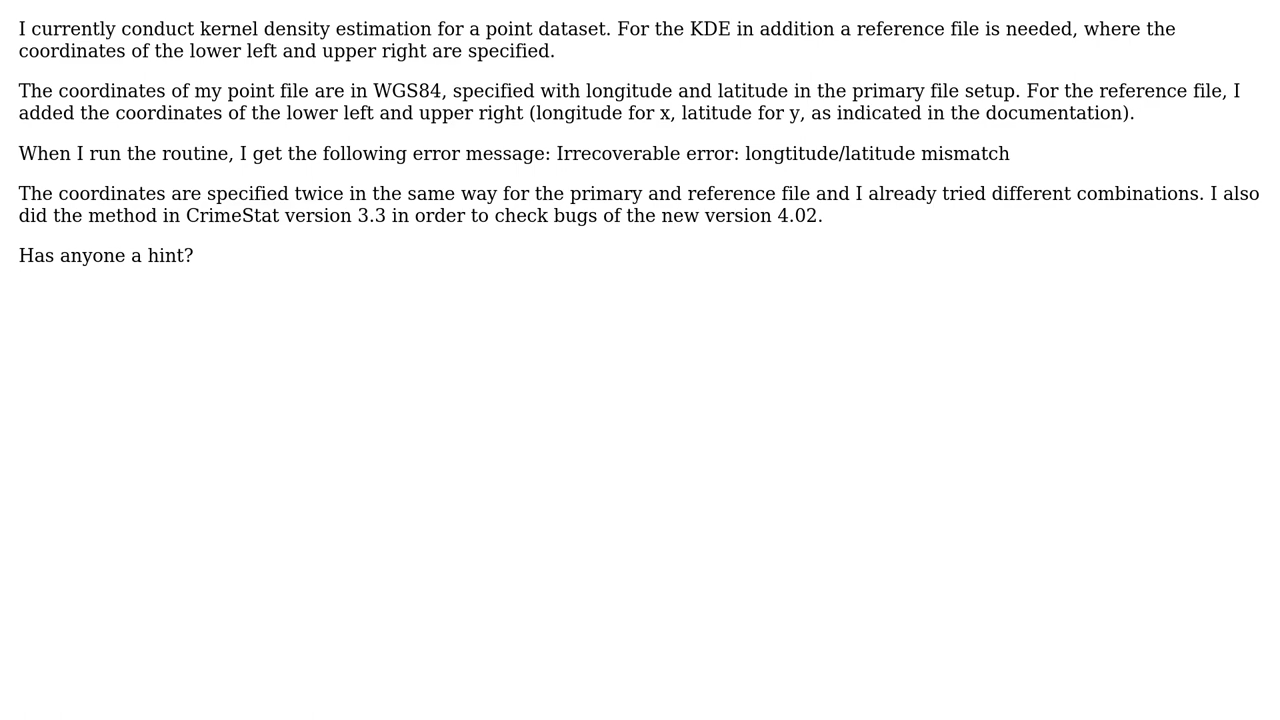 I currently conduct kernel density estimation for a point dataset. For the KDE in addition a reference file is needed, where the
coordinates of the lower left and upper right are specified.
The coordinates of my point file are in WGS84, specified with longitude and latitude in the primary file setup. For the reference file, I
added the coordinates of the lower left and upper right (longitude for x, latitude for y, as indicated in the documentation).
When I run the routine, I get the following error message: Irrecoverable error: longtitude/latitude mismatch
The coordinates are specified twice in the same way for the primary and reference file and I already tried different combinations. I also
did the method in CrimeStat version 3.3 in order to check bugs of the new version 4.02.
Has anyone a hint?